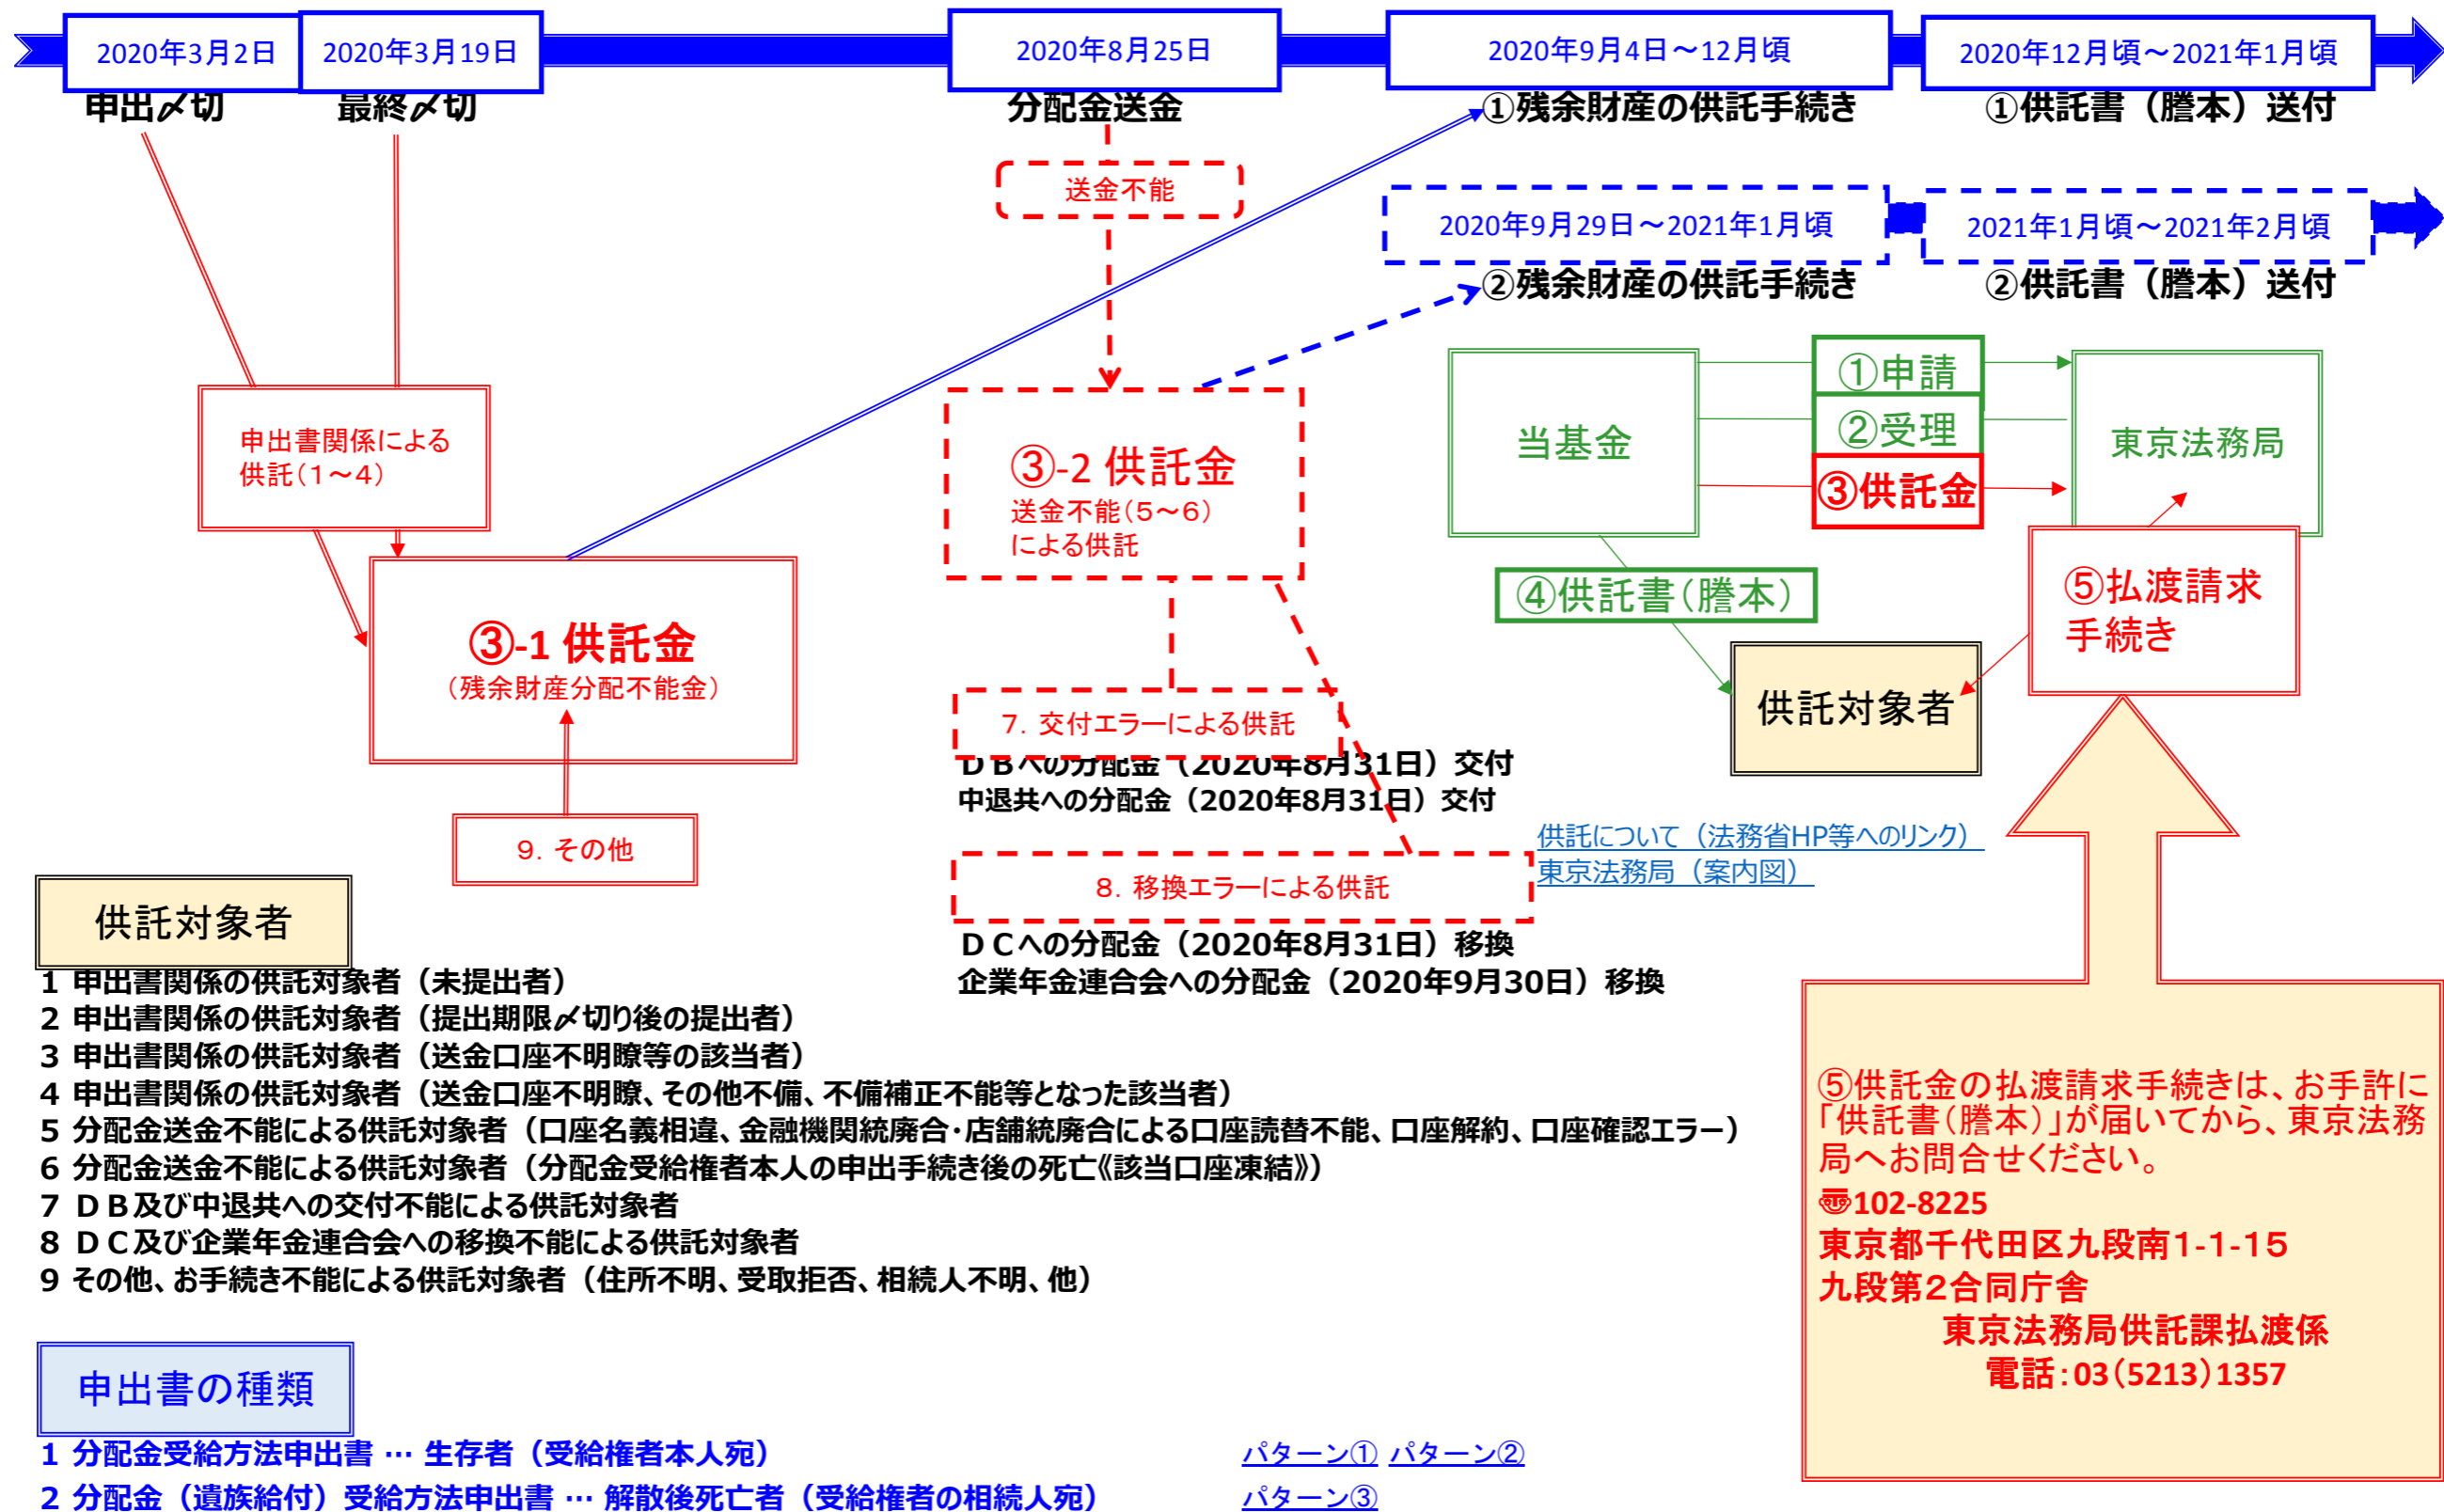 2020年3月2日
2020年3月19日
2020年8月25日
2020年9月4日～12月頃
2020年12月頃～2021年1月頃
申出〆切
最終〆切
分配金送金
①残余財産の供託手続き
①供託書（謄本）送付
送金不能
2020年9月29日～2021年1月頃
2021年1月頃～2021年2月頃
②残余財産の供託手続き
②供託書（謄本）送付
申出書関係による
供託（1～4）
③-2 供託金
送金不能（5～6）
による供託
当基金
①申請
②受理
③供託金
東京法務局
④供託書（謄本）
⑤払渡請求
手続き
供託対象者
③-1 供託金
（残余財産分配不能金）
7. 交付エラーによる供託
ＤＢへの分配金（2020年8月31日）交付
中退共への分配金（2020年8月31日）交付
9. その他
供託について（法務省HP等へのリンク）
東京法務局（案内図）
8. 移換エラーによる供託
ＤＣへの分配金（2020年8月31日）移換
企業年金連合会への分配金（2020年9月30日）移換
供託対象者
1 申出書関係の供託対象者（未提出者）
2 申出書関係の供託対象者（提出期限〆切り後の提出者）
3 申出書関係の供託対象者（送金口座不明瞭等の該当者）
4 申出書関係の供託対象者（送金口座不明瞭、その他不備、不備補正不能等となった該当者）
5 分配金送金不能による供託対象者（口座名義相違、金融機関統廃合・店舗統廃合による口座読替不能、口座解約、口座確認エラー）
6 分配金送金不能による供託対象者（分配金受給権者本人の申出手続き後の死亡《該当口座凍結》）
7 ＤＢ及び中退共への交付不能による供託対象者
8 ＤＣ及び企業年金連合会への移換不能による供託対象者
9 その他、お手続き不能による供託対象者（住所不明、受取拒否、相続人不明、他）
⑤供託金の払渡請求手続きは、お手許に
「供託書（謄本）」が届いてから、東京法務
局へお問合せください。
〠102-8225
東京都千代田区九段南1-1-15
九段第2合同庁舎
東京法務局供託課払渡係
電話：03（5213）1357
申出書の種類
1 分配金受給方法申出書 … 生存者（受給権者本人宛） パターン① パターン②
2 分配金（遺族給付）受給方法申出書 … 解散後死亡者（受給権者の相続人宛） パターン③